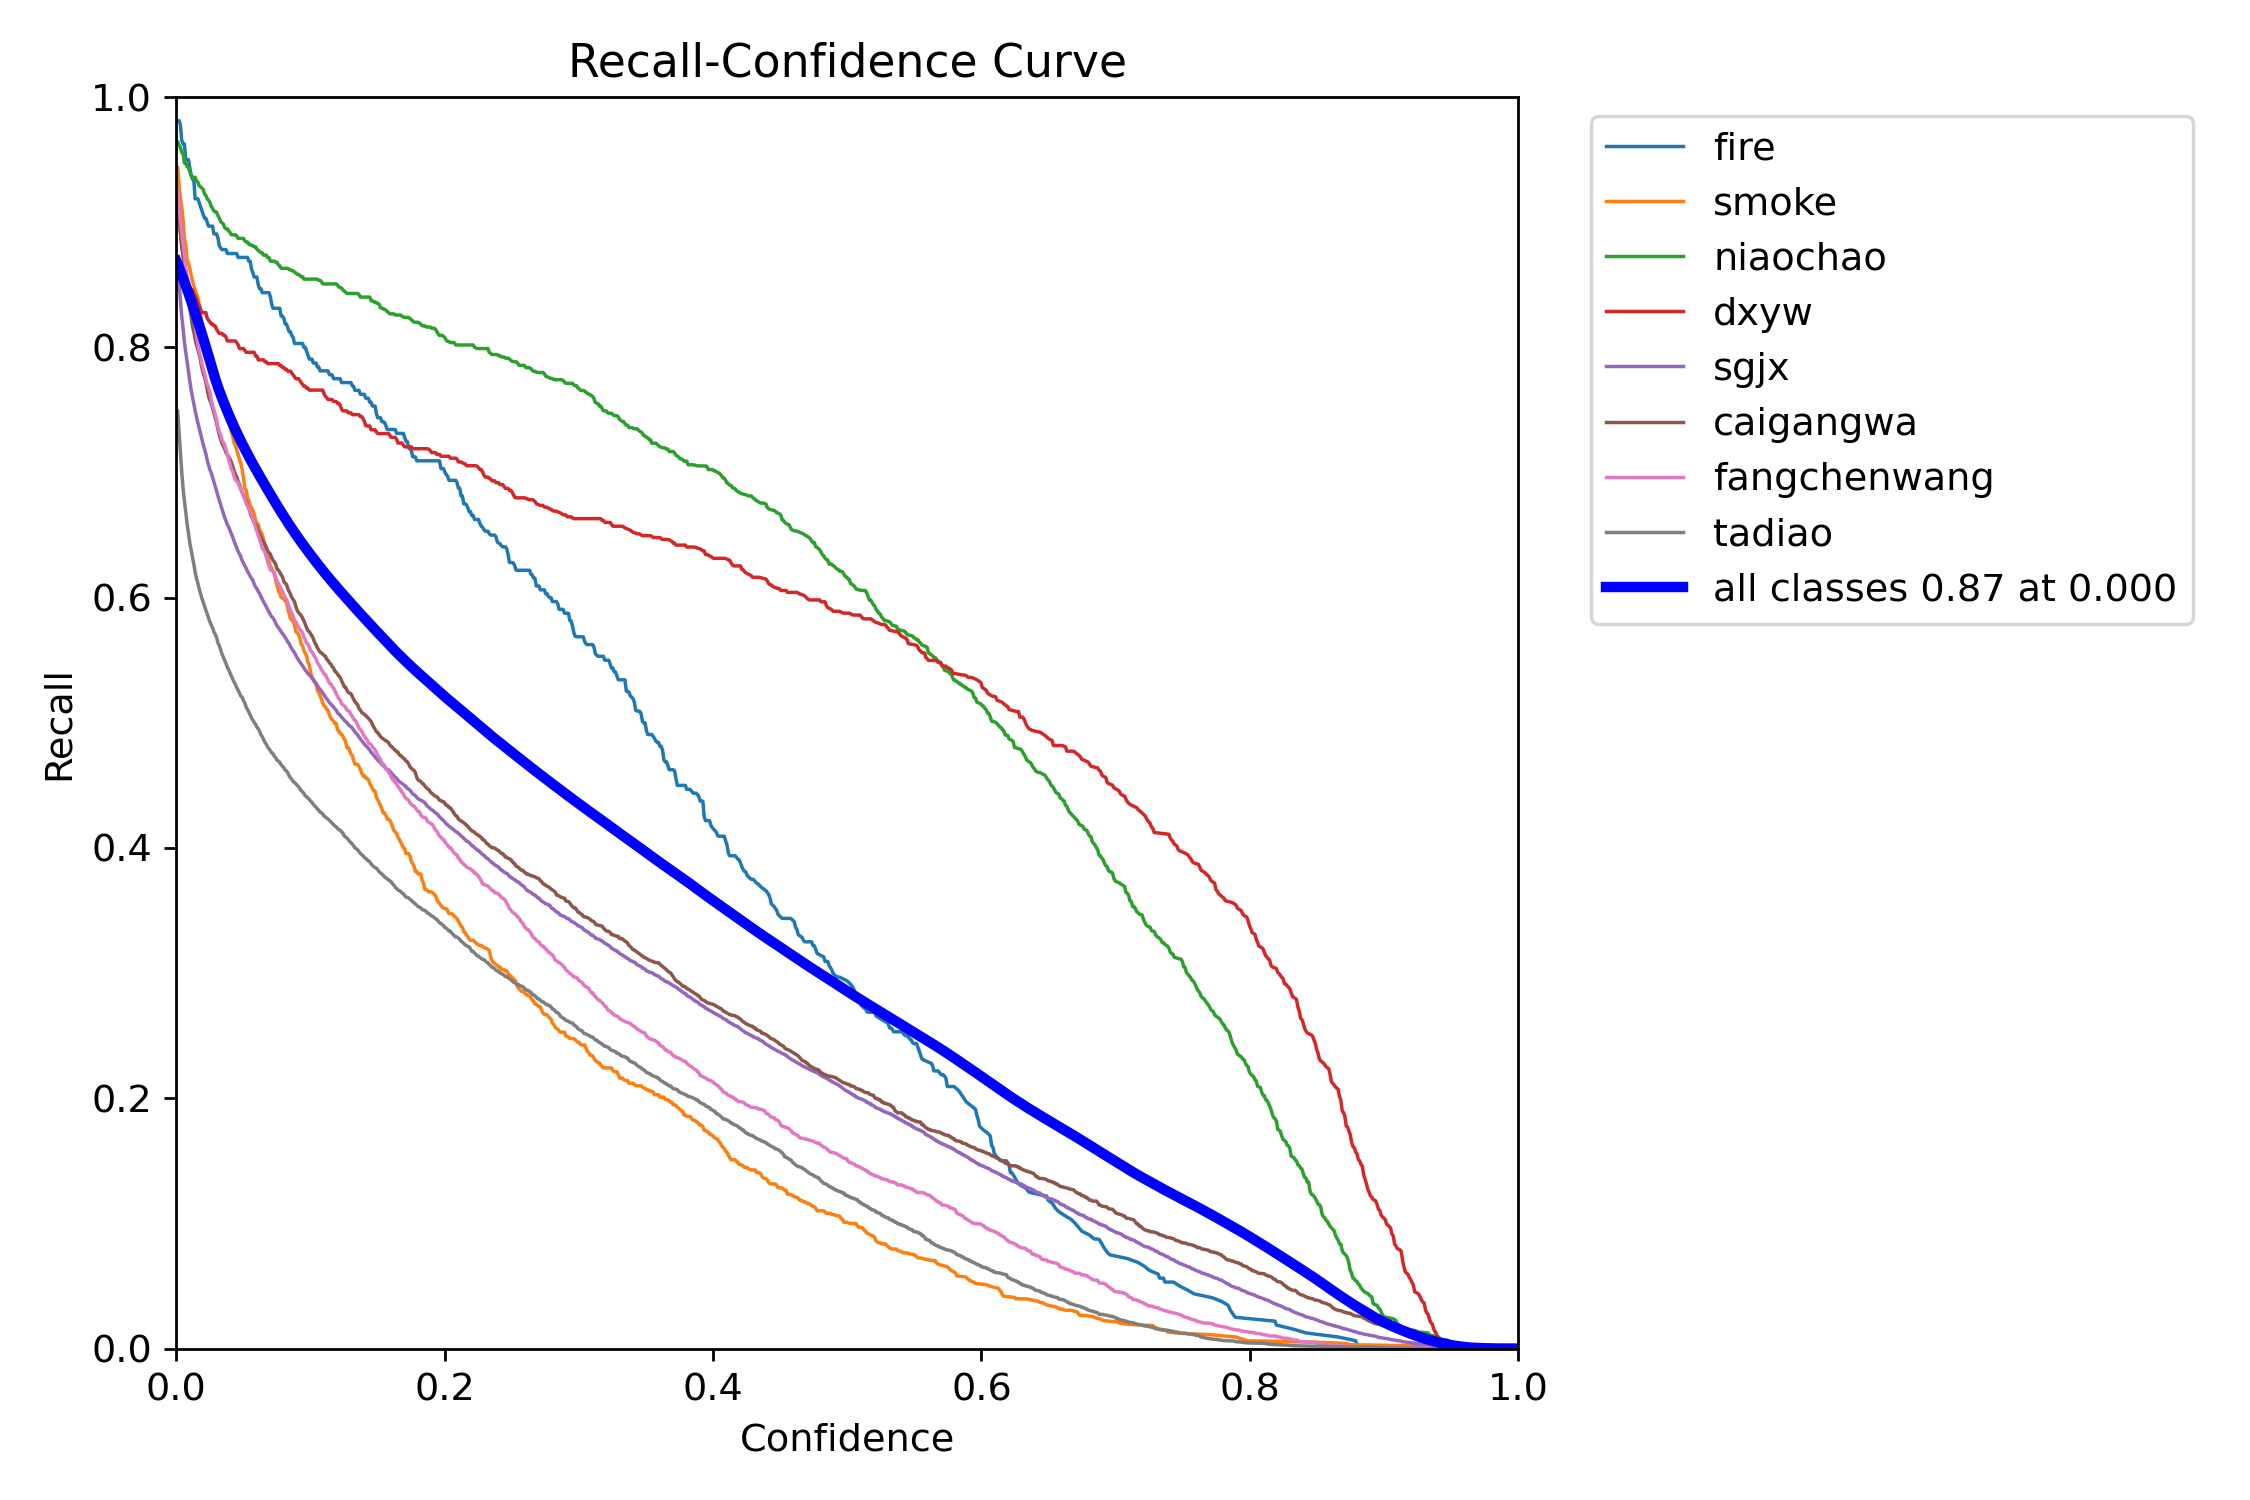 Recall-Confidence Curve
1.0
0.8
0.6
0.4
0.2
0.0
Recall
0.0 0.2 0.4 0.6 0.8 1.0
Confidence
fire
smoke
niaochao
dxyw
sgjx
caigangwa
fangchenwang
tadiao
all classes 0.87 at 0.000